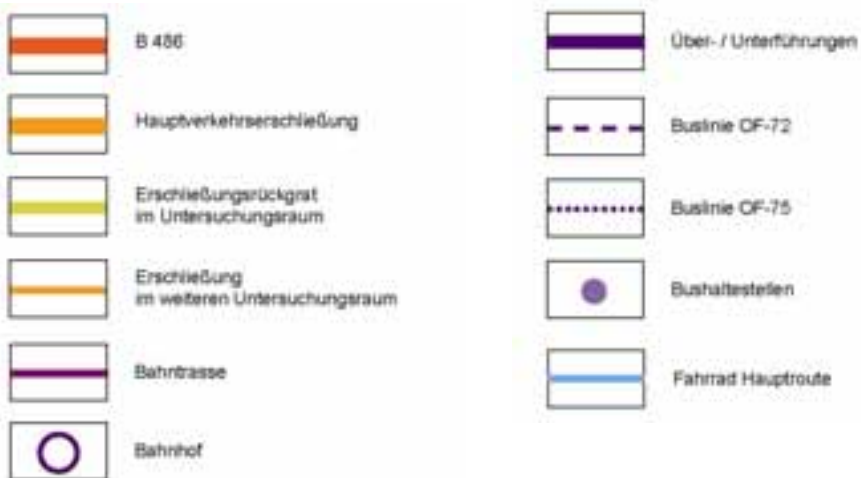 B 486
Hauptverkehrserschließung
Erschließungsrückgrat
im Untersuchungsraum
Erschließung
im weiteren Untersuchungsraum
Bahntrasse
Bahnhof
Über- / Unterführungen
Buslinie OF-72
Buslinie OF-75
Bushaltestellen
Fahrrad Hauptroute